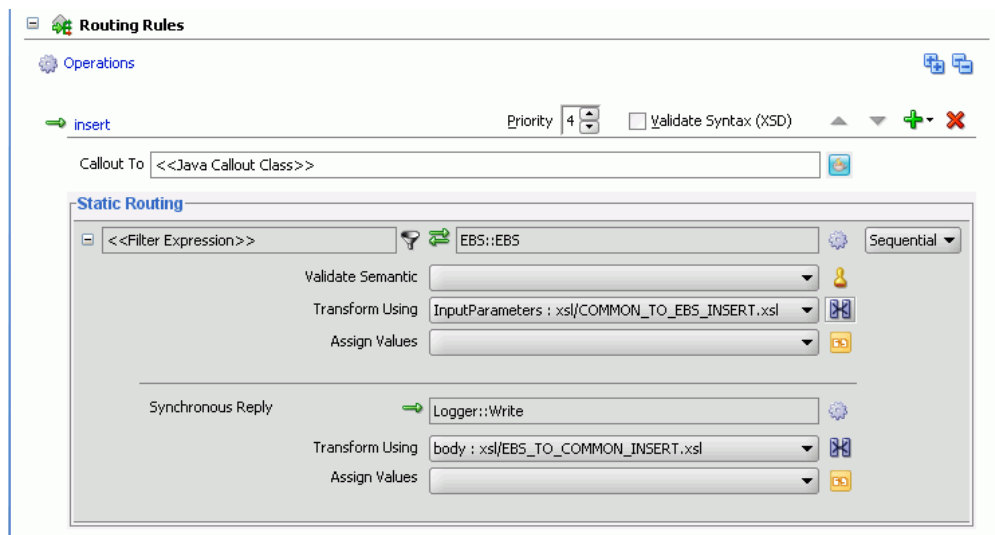 Routing Rules
Operations
insert Priority 4 Validate Syntax (XSD)
Callout To <<Java Callout Class>>
Static Routing
<<Filter Expression>> EBS::EBS Sequential
Validate Semantic
Transform Using InputParameters : xsl/COMMON_TO_EBS_INSERT.xsl
Assign Values
Synchronous Reply Logger::Write
Transform Using body : xsl/EBS_TO_COMMON_INSERT.xsl
Assign Values